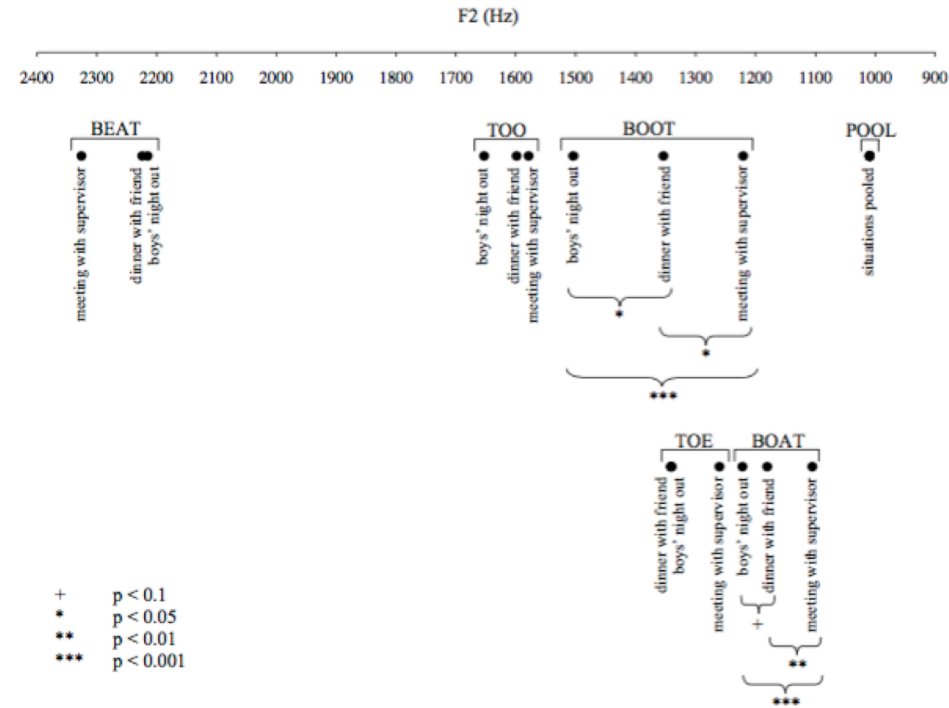 F2 (Hz)
2400 2300 2200 2100 2000 1900 1800 1700 1600 1500 1400 1300 1200 1100 1000 900
BEAT TOO BOOT POOL
meeting with supervisor
dinner with friend
boys' night out
boys' night out
dinner with friend
meeting with supervisor
boys' night out
dinner with friend
meeting with supervisor
situations pooled
*
*
***
TOE BOAT
dinner with friend
boys' night out
meeting with supervisor
boys' night out
dinner with friend
meeting with supervisor
+
**
***
+ p < 0.1
* p < 0.05
** p < 0.01
*** p < 0.001